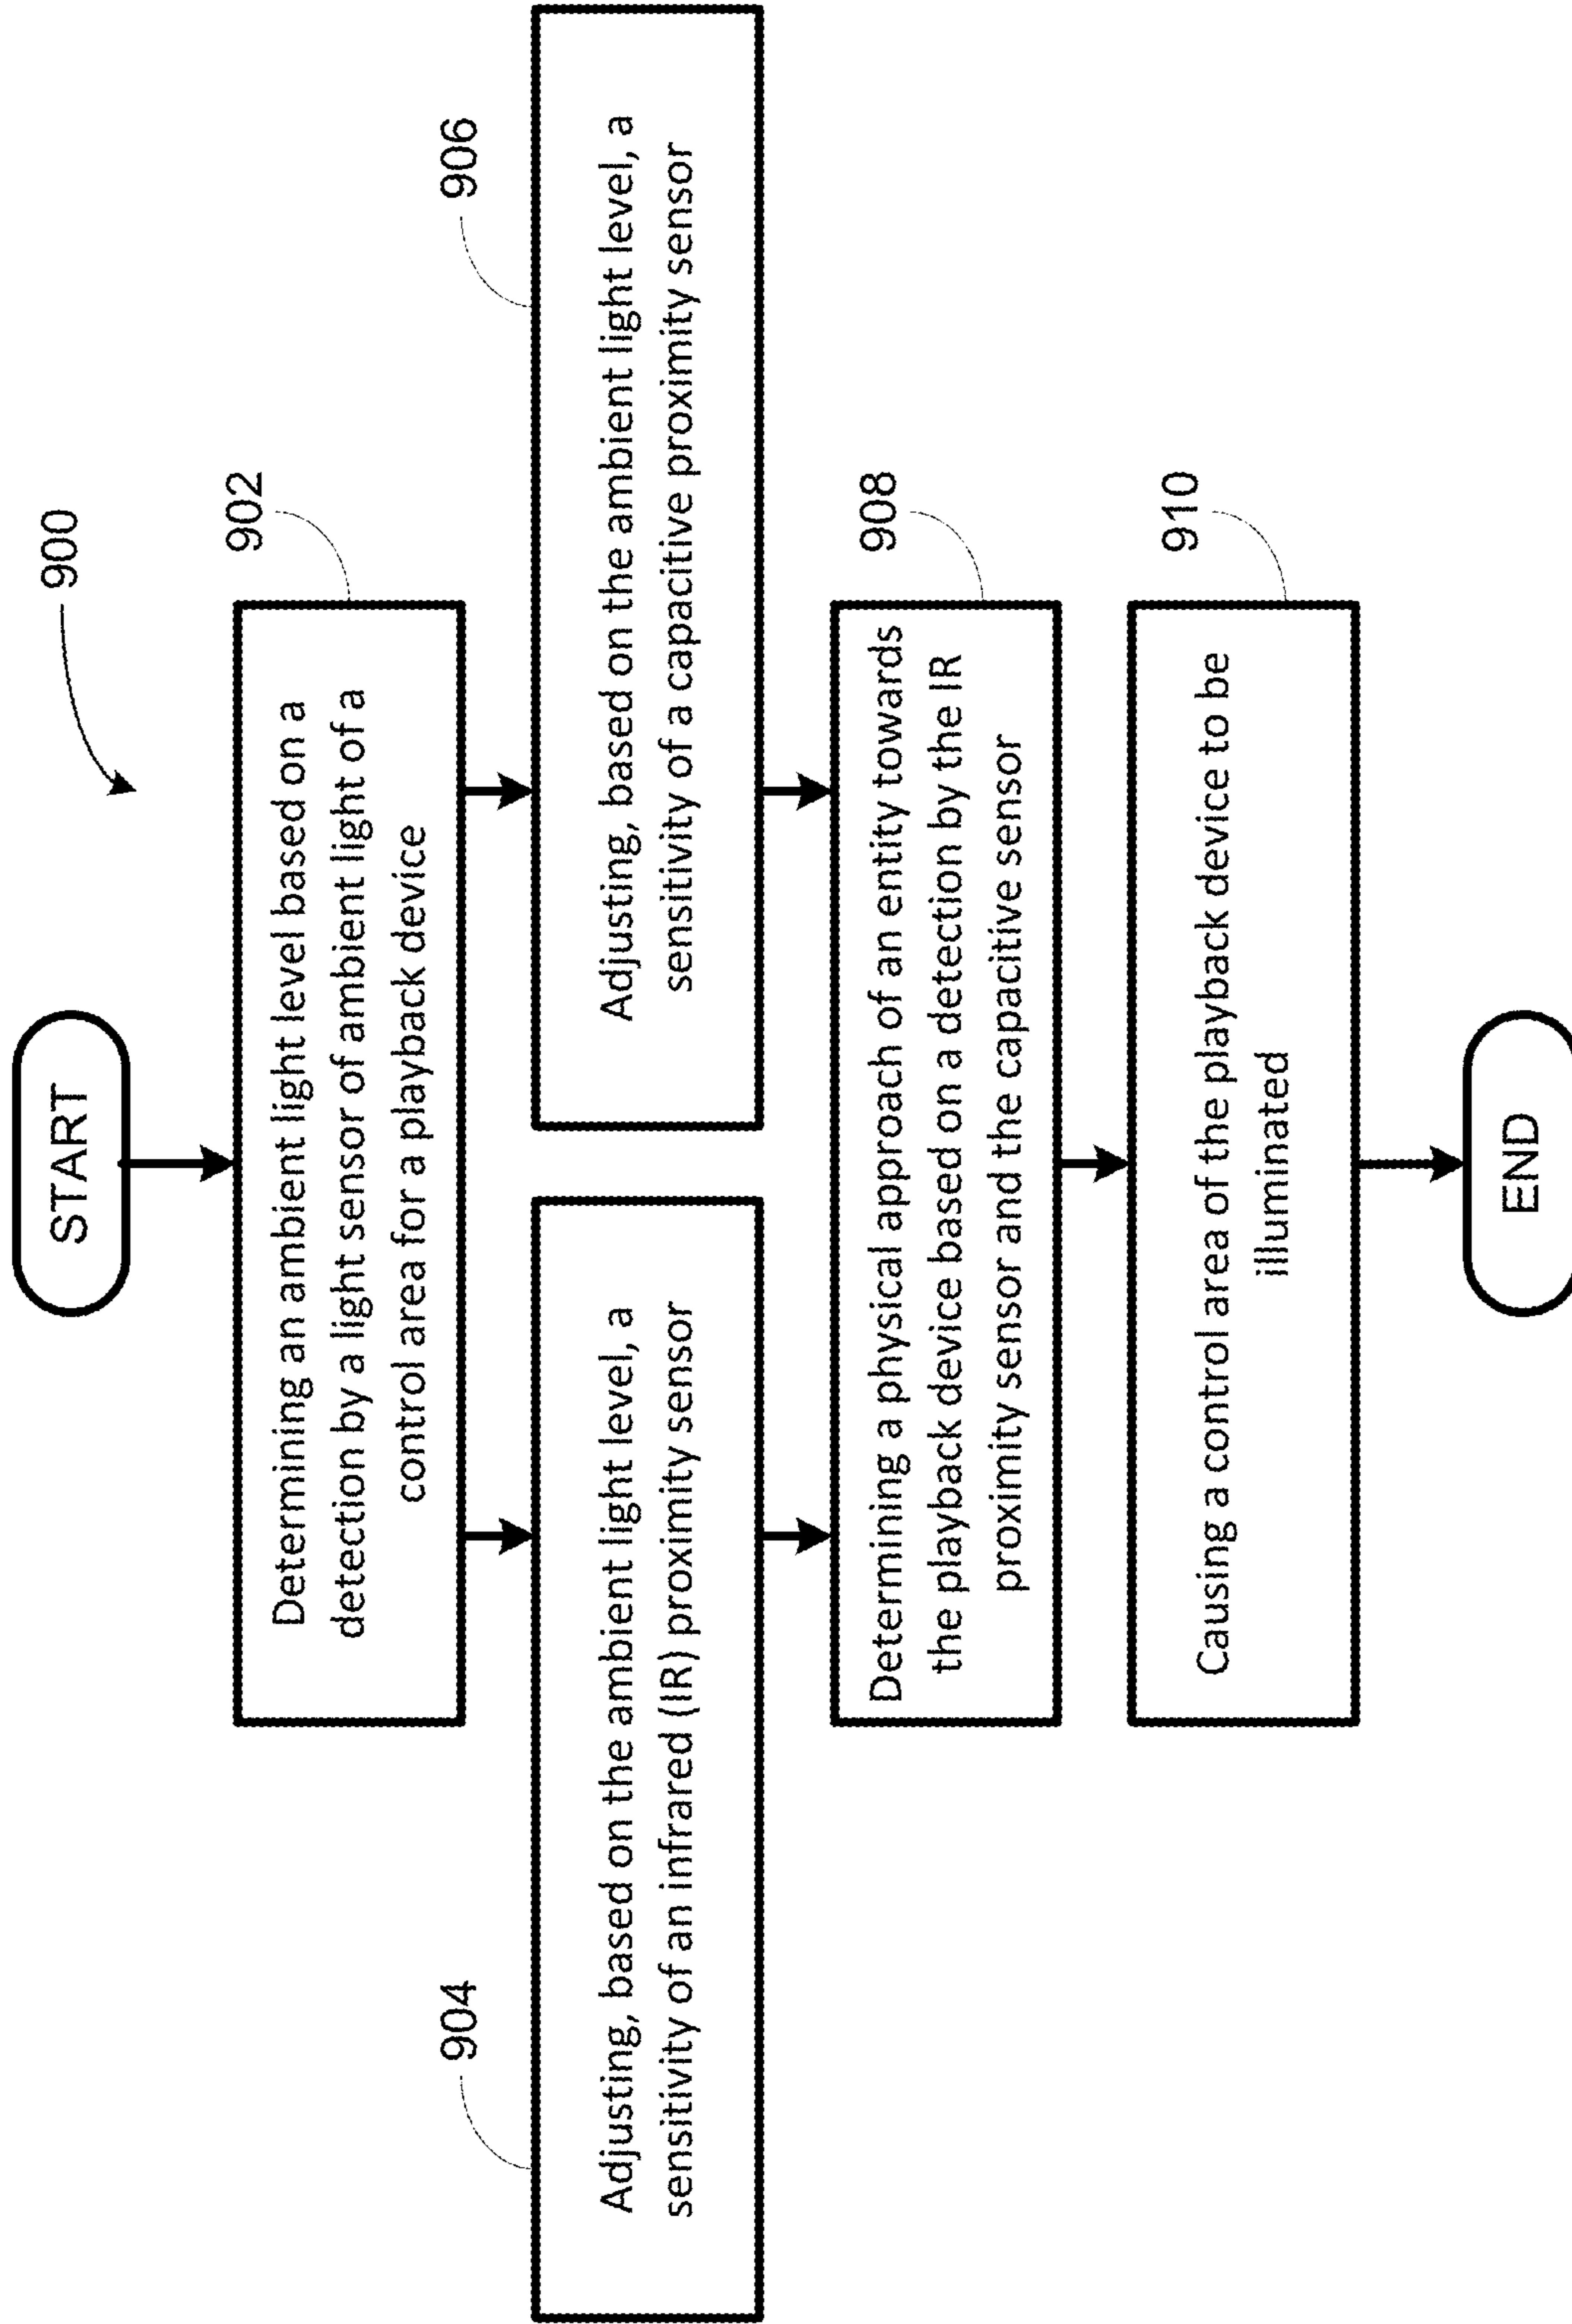 900
START
902
Determining an ambient light level based on a
detection by a light sensor of ambient light of a
control area for a playback device
904
Adjusting, based on the ambient light level, a
sensitivity of an infrared (IR) proximity sensor
906
Adjusting, based on the ambient light level, a
sensitivity of a capacitive proximity sensor
908
Determining a physical approach of an entity towards
the playback device based on a detection by the IR
proximity sensor and the capacitive sensor
910
Causing a control area of the playback device to be
illuminated
END